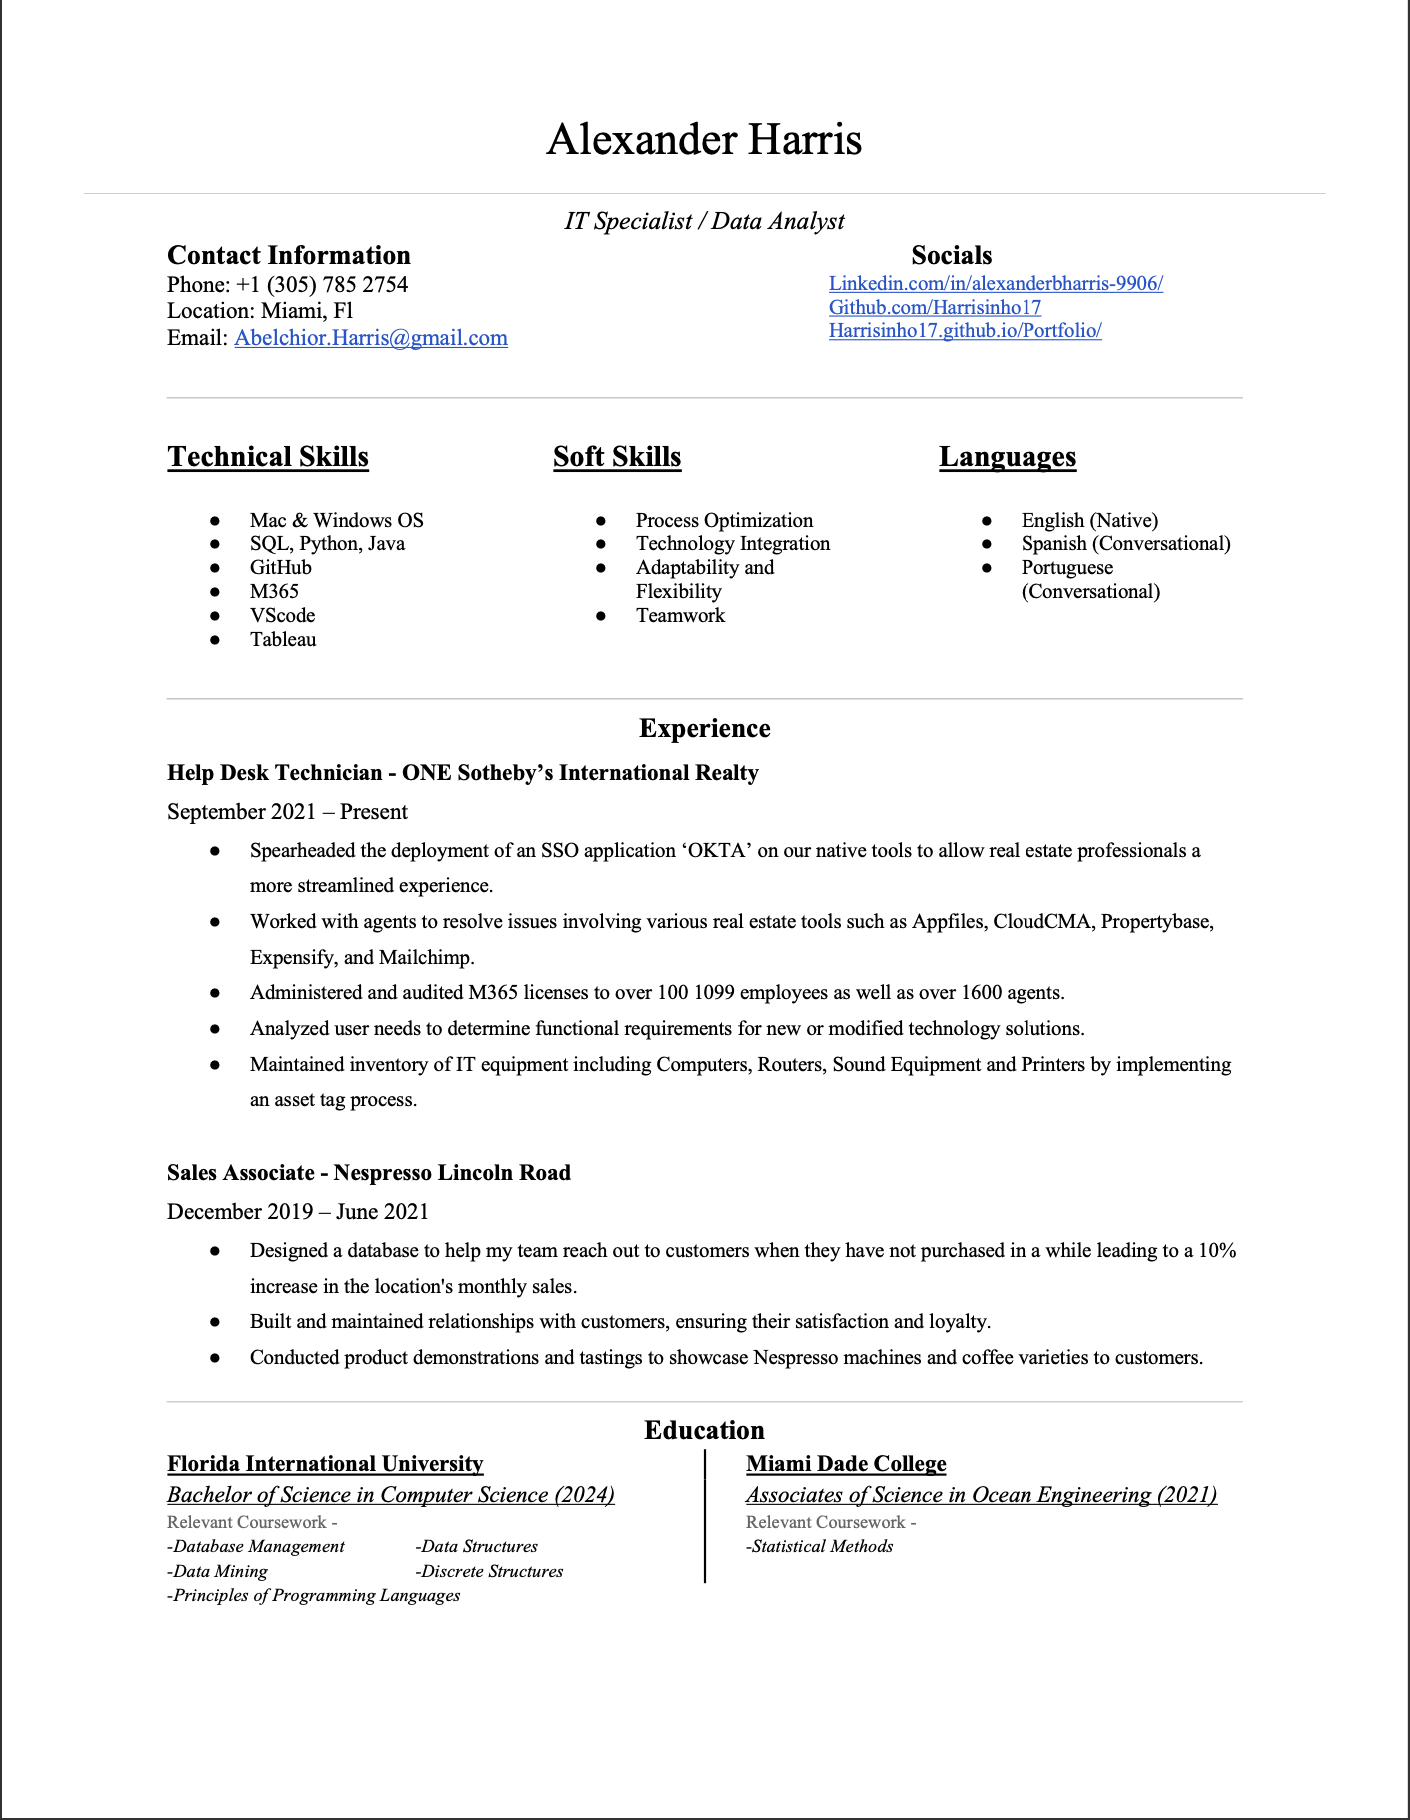 Alexander Harris
IT Specialist / Data Analyst
Contact Information
Phone: +1 (305) 785 2754
Location: Miami, Fl
Email: Abelchior.Harris@gmail.com
Socials
Linkedin.com/in/alexanderbharris-9906/
Github.com/Harrisinho17
Harrisinho17.github.io/Portfolio/
Technical Skills
● Mac & Windows OS
● SQL, Python, Java
● GitHub
● M365
● VScode
● Tableau
Soft Skills
● Process Optimization
● Technology Integration
● Adaptability and
Flexibility
● Teamwork
Languages
● English (Native)
● Spanish (Conversational)
● Portuguese
(Conversational)
Experience
Help Desk Technician - ONE Sotheby’s International Realty
September 2021 – Present
● Spearheaded the deployment of an SSO application ‘OKTA’ on our native tools to allow real estate professionals a
more streamlined experience.
● Worked with agents to resolve issues involving various real estate tools such as Appfiles, CloudCMA, Propertybase,
Expensify, and Mailchimp.
● Administered and audited M365 licenses to over 100 1099 employees as well as over 1600 agents.
● Analyzed user needs to determine functional requirements for new or modified technology solutions.
● Maintained inventory of IT equipment including Computers, Routers, Sound Equipment and Printers by implementing
an asset tag process.
Sales Associate - Nespresso Lincoln Road
December 2019 – June 2021
● Designed a database to help my team reach out to customers when they have not purchased in a while leading to a 10%
increase in the location's monthly sales.
● Built and maintained relationships with customers, ensuring their satisfaction and loyalty.
● Conducted product demonstrations and tastings to showcase Nespresso machines and coffee varieties to customers.
Education
Florida International University
Bachelor of Science in Computer Science (2024)
Relevant Coursework -
-Database Management -Data Structures
-Data Mining -Discrete Structures
-Principles of Programming Languages
Miami Dade College
Associates of Science in Ocean Engineering (2021)
Relevant Coursework -
-Statistical Methods